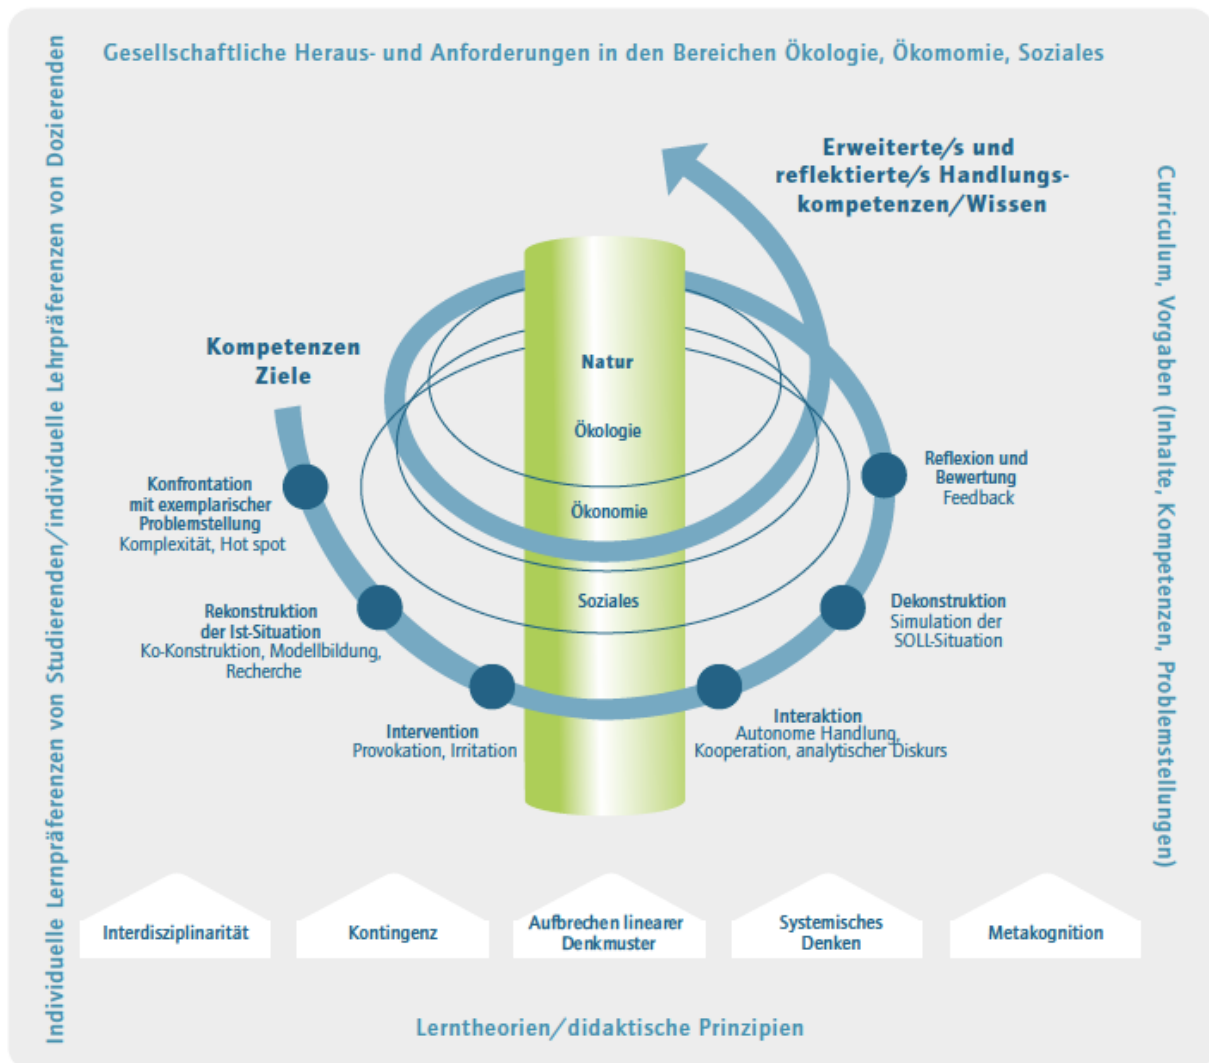 Gesellschaftliche Heraus- und Anforderungen in den Bereichen Ökologie, Ökomomie, Soziales
Individuelle Lernpräferenzen von Studierenden/individuelle Lehrpräferenzen von Dozierenden
Erweiterte/s und
reflektierte/s Handlungs-
kompetenzen/Wissen
Curriculum, Vorgaben (Inhalte, Kompetenzen, Problemstellungen)
Kompetenzen
Ziele
Natur
Ökologie
Ökonomie
Soziales
Konfrontation
mit exemplarischer
Problemstellung
Komplexität, Hot spot
Rekonstruktion
der Ist-Situation
Ko-Konstruktion, Modellbildung,
Recherche
Intervention
Provokation, Irritation
Interaktion
Autonome Handlung,
Kooperation, analytischer Diskurs
Dekonstruktion
Simulation der
SOLL-Situation
Reflexion und
Bewertung
Feedback
Interdisziplinarität
Kontingenz
Aufbrechen linearer
Denkmuster
Systemisches
Denken
Metakognition
Lerntheorien/didaktische Prinzipien